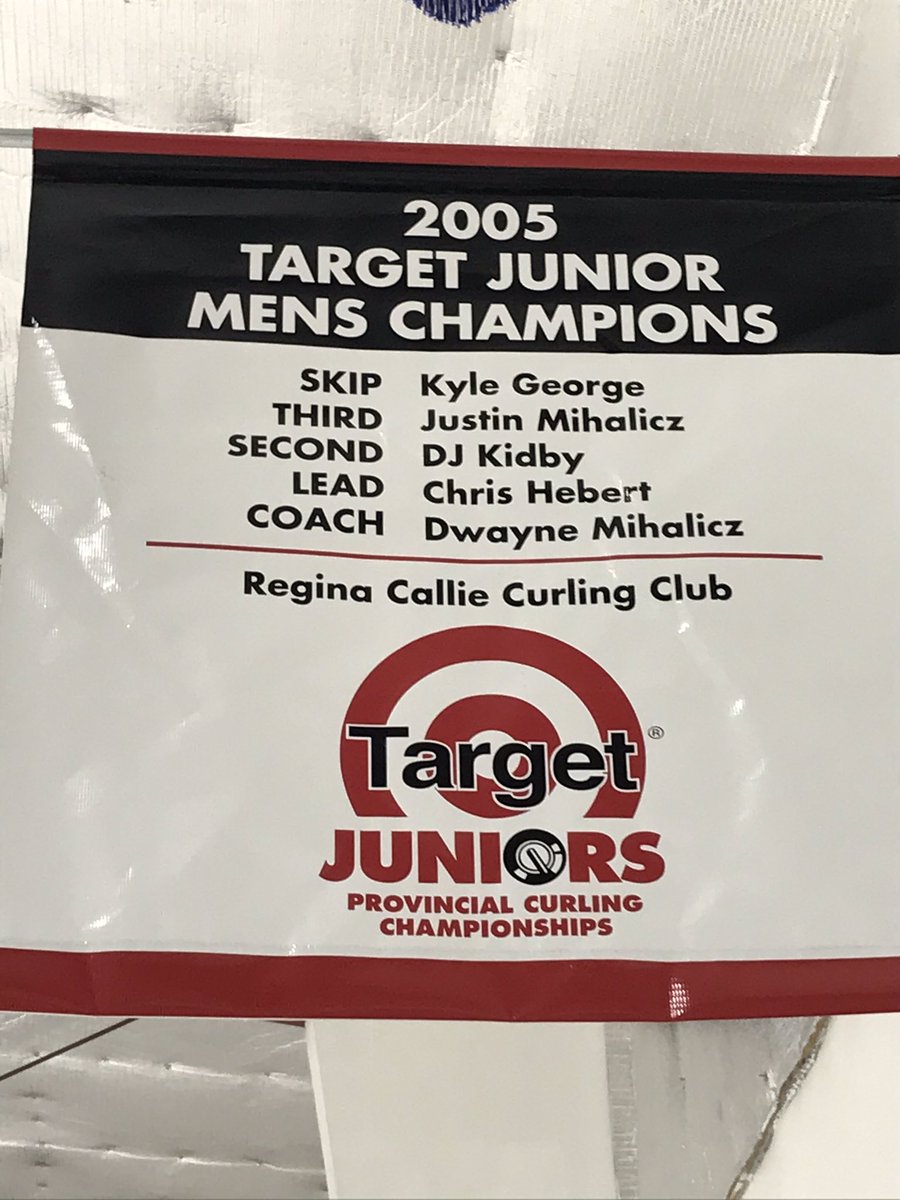 2005
TARGET JUNIOR
MENS CHAMPIONS
SKIP Kyle George
THIRD Justin Mihalicz
SECOND DJ Kidby
LEAD Chris Hebert
COACH Dwayne Mihalicz
Regina Callie Curling Club
Target®
JUNIORS
PROVINCIAL CURLING
CHAMPIONSHIPS